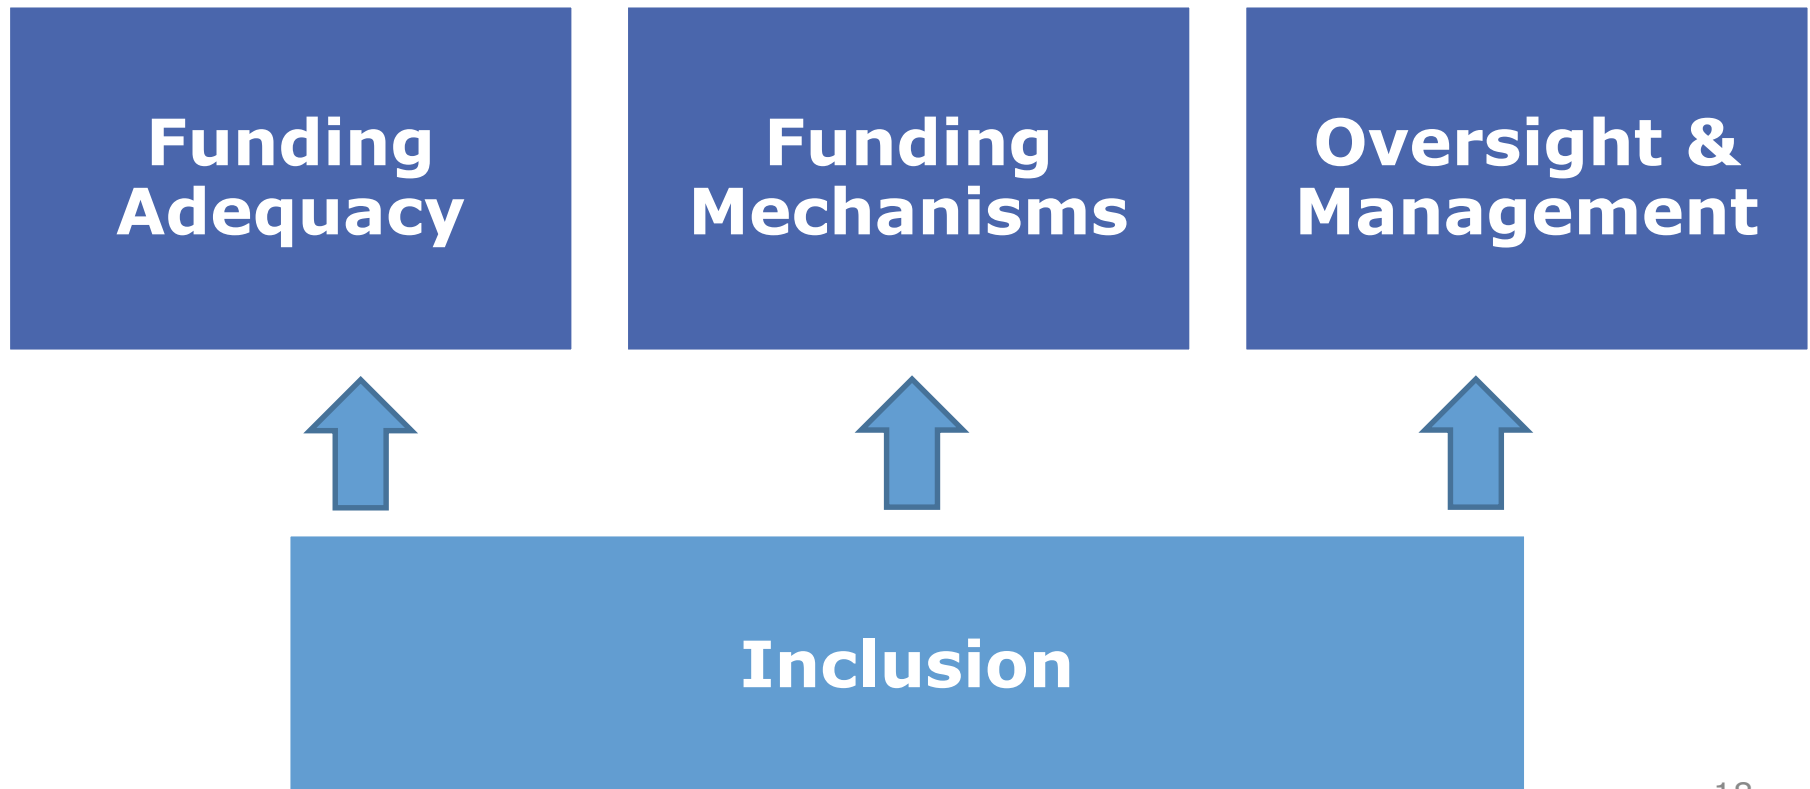 Funding
Adequacy
Funding
Mechanisms
Oversight &
Management
Inclusion